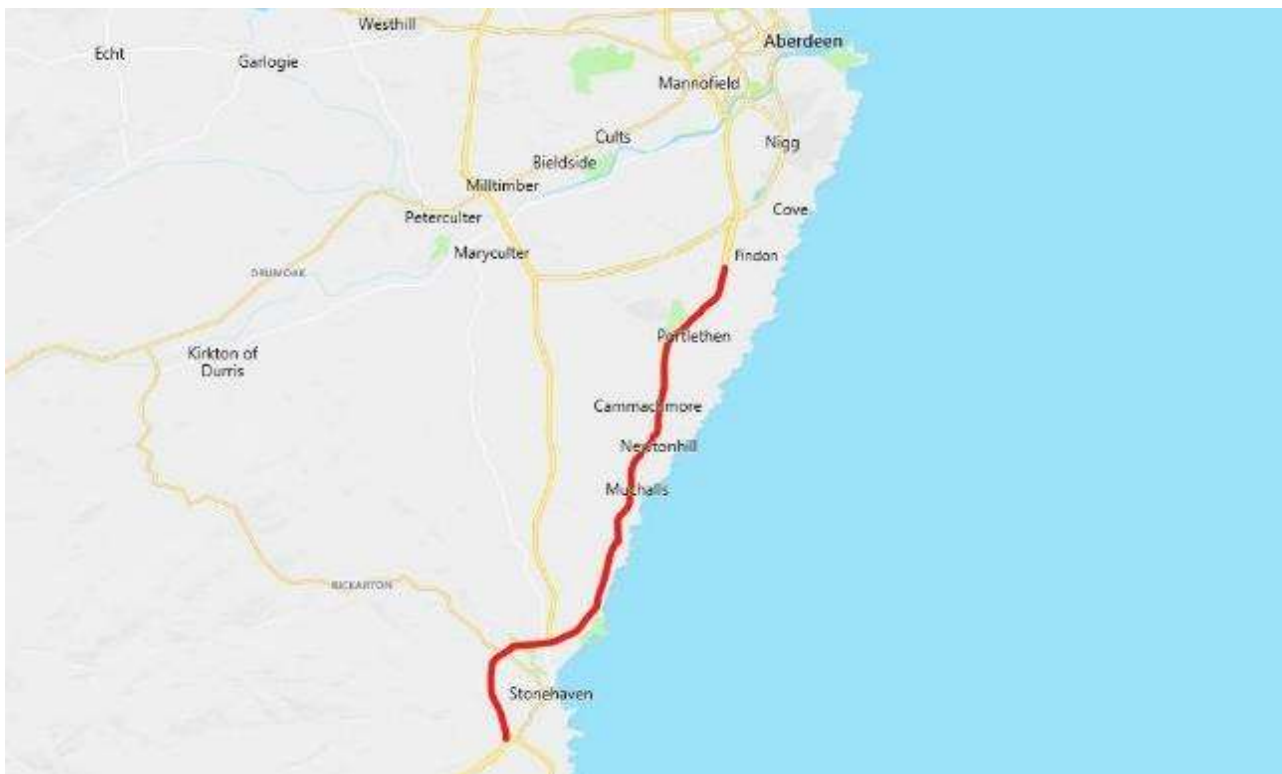 Westhill
Aberdeen
Echt
Garlogie
Mannofield
Cults
Nigg
Bieldside
Milltimber
Peterculter
Cove
Maryculter
Findon
DRUMOAK
Portlethen
Kirkton of
Durris
Cammachmore
Newtonhill
Muchalls
RICKARTON
Stonehaven